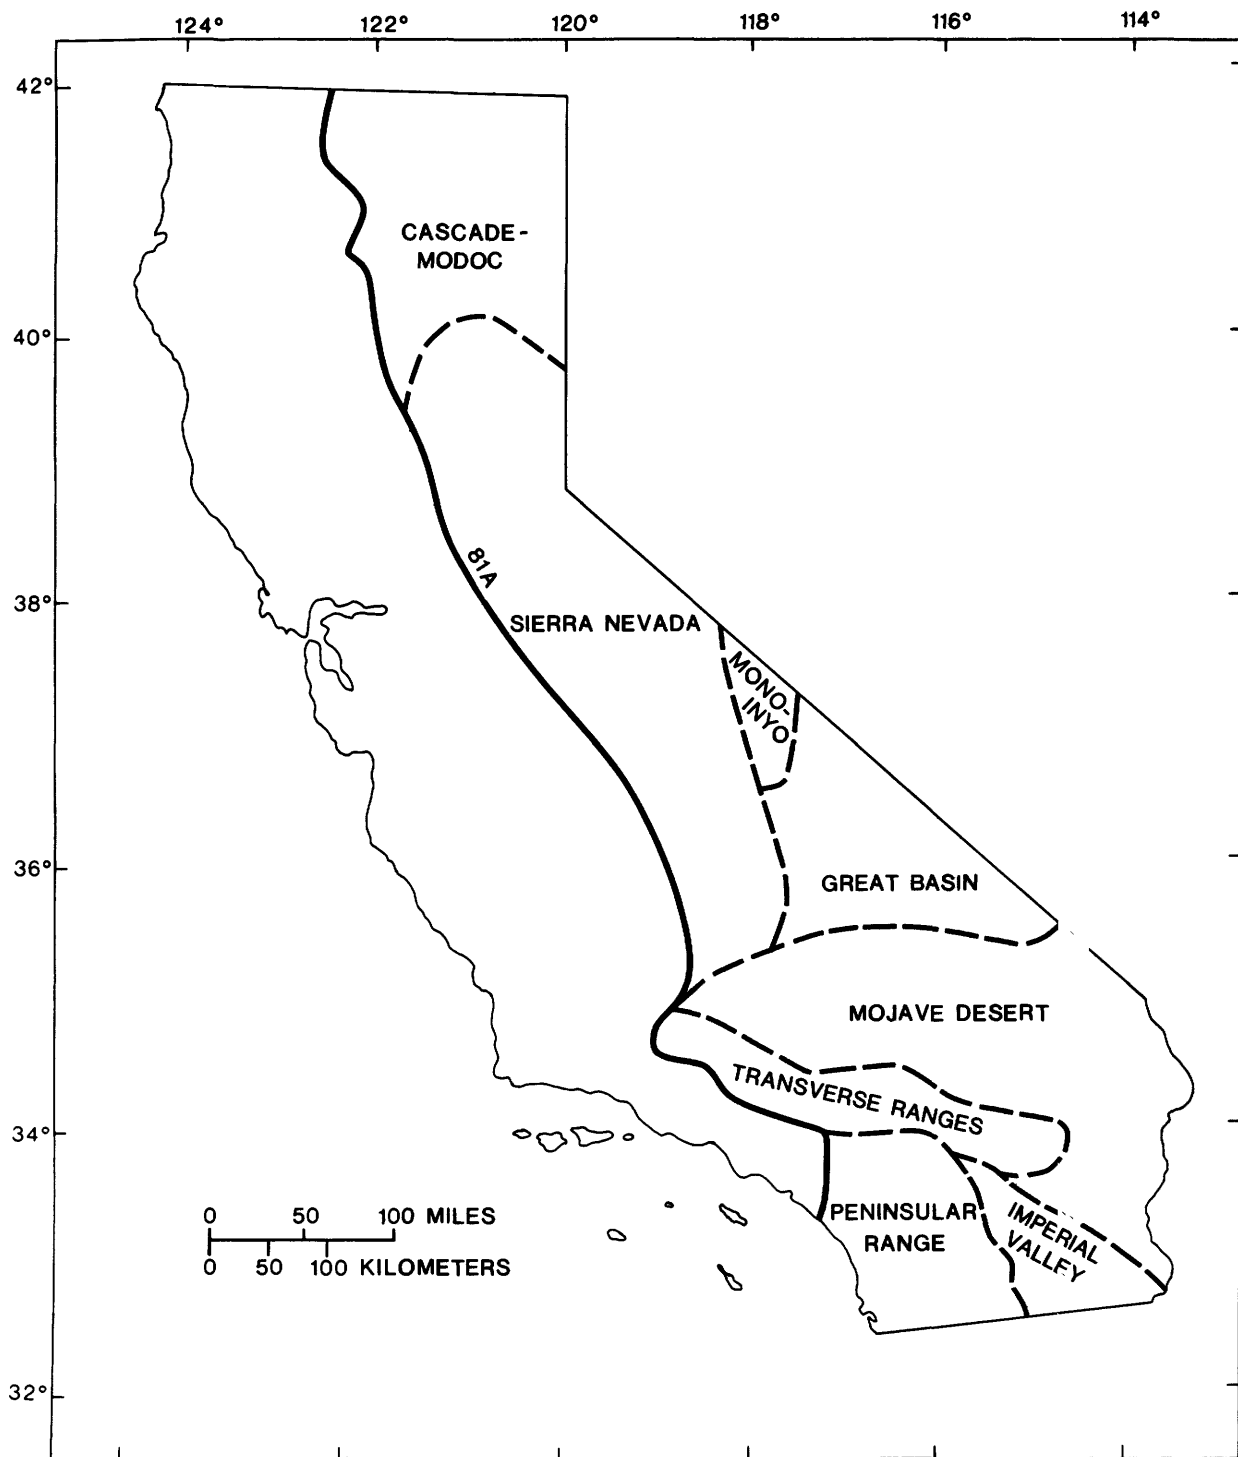 124° 122° 120° 118° 116° 114°
42°
CASCADE-
MODOC
40°
81A
38°
SIERRA NEVADA
MONO-
INYO
36°
GREAT BASIN
MOJAVE DESERT
TRANSVERSE RANGES
34°
PENINSULAR
RANGE
IMPERIAL
VALLEY
0 50 100 MILES
0 50 100 KILOMETERS
32°